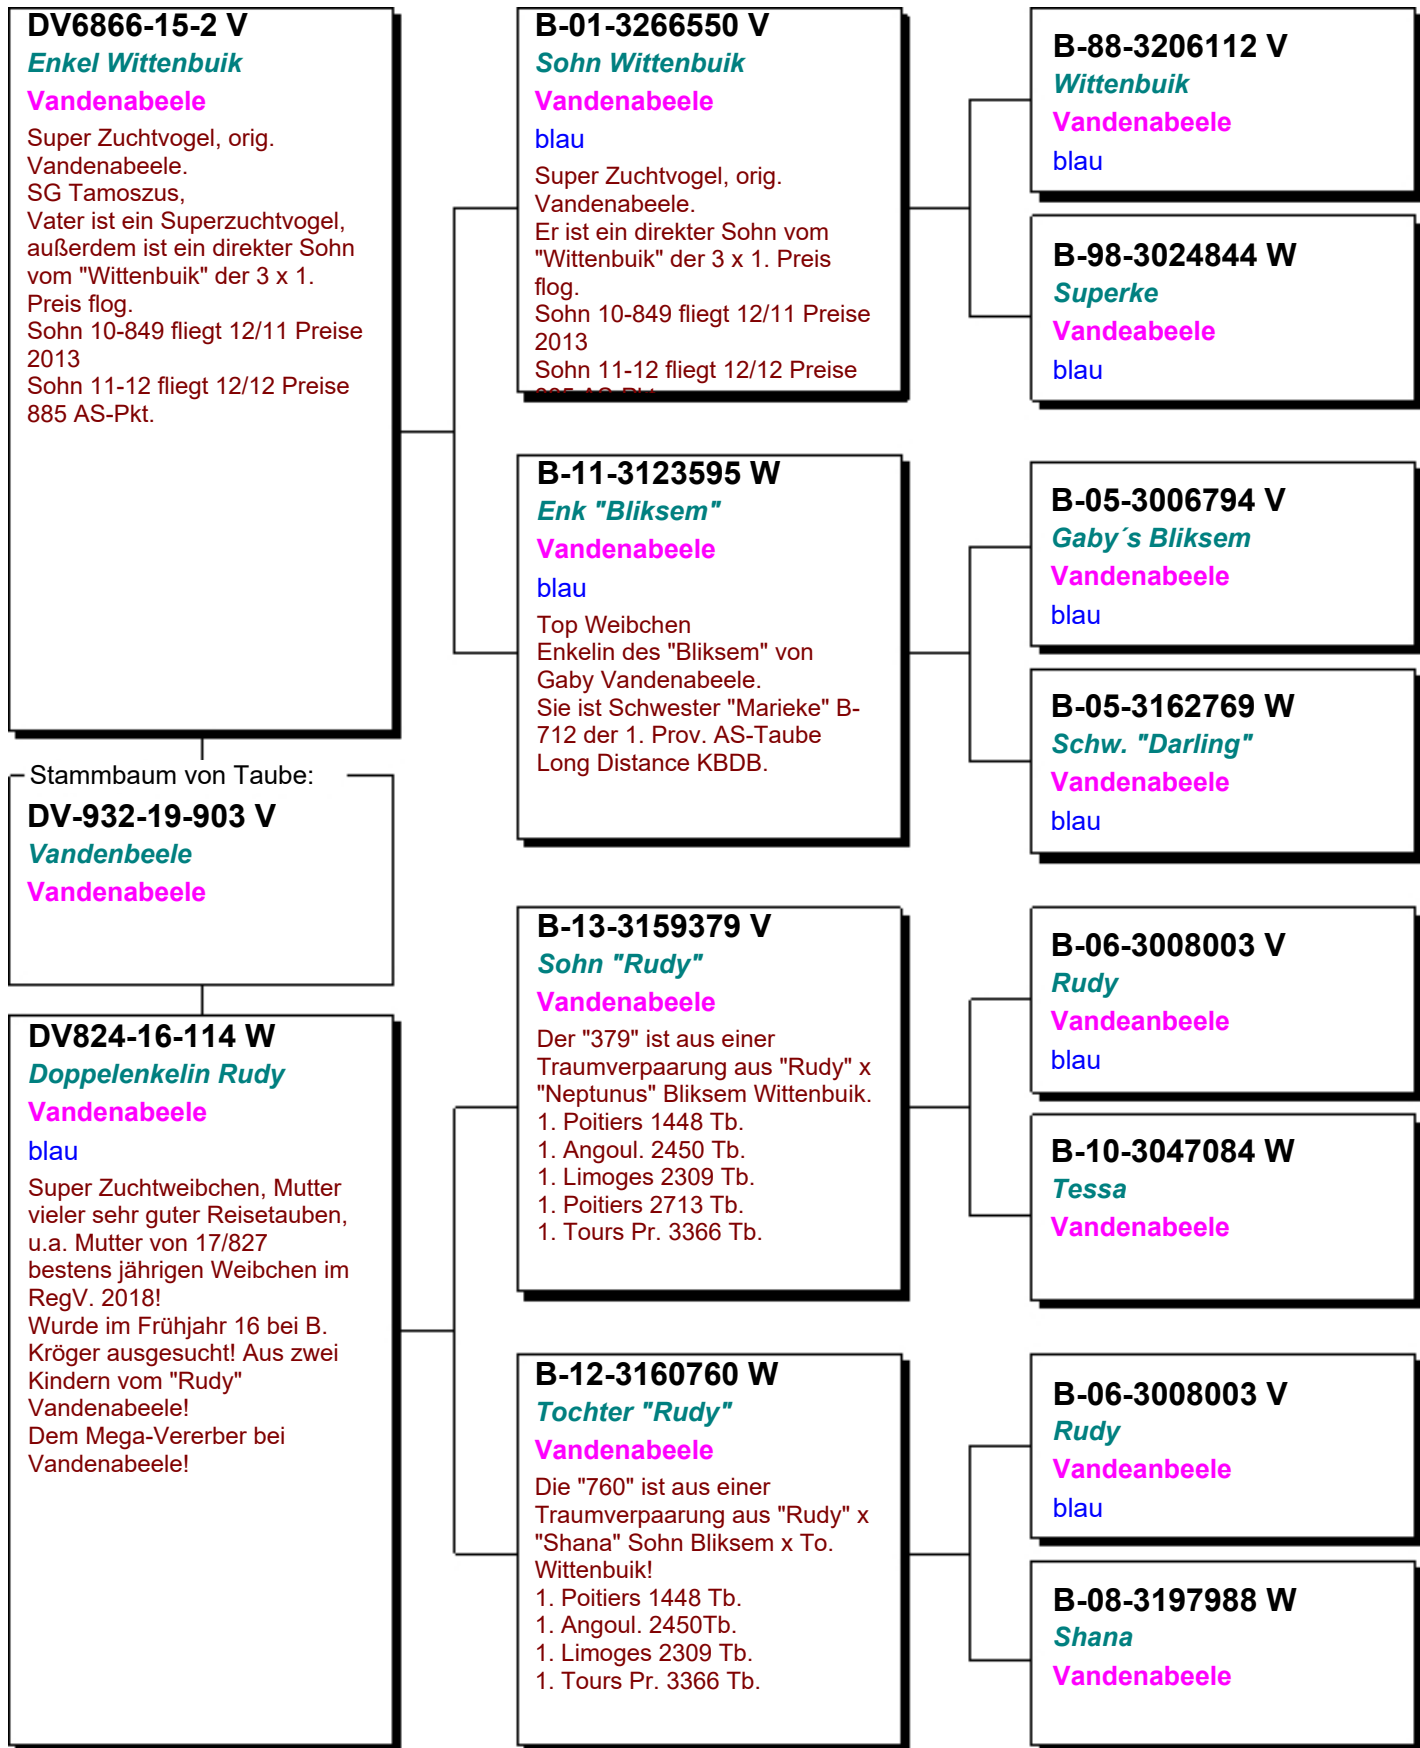 DV6866-15-2 V
Enkel Wittenbuik
Vandenabeele
Super Zuchtvogel, orig.
Vandenabeele.
SG Tamoszus,
Vater ist ein Superzuchtvogel,
außerdem ist ein direkter Sohn
vom "Wittenbuik" der 3 x 1.
Preis flog.
Sohn 10-849 fliegt 12/11 Preise
2013
Sohn 11-12 fliegt 12/12 Preise
885 AS-Pkt.
Stammbaum von Taube:
DV-932-19-903 V
Vandenbeele
Vandenabeele
DV824-16-114 W
Doppelenkelin Rudy
Vandenabeele
blau
Super Zuchtweibchen, Mutter
vieler sehr guter Reisetauben,
u.a. Mutter von 17/827
bestens jährigen Weibchen im
RegV. 2018!
Wurde im Frühjahr 16 bei B.
Kröger ausgesucht! Aus zwei
Kindern vom "Rudy"
Vandenabeele!
Dem Mega-Vererber bei
Vandenabeele!
B-01-3266550 V
Sohn Wittenbuik
Vandenabeele
blau
Super Zuchtvogel, orig.
Vandenabeele.
Er ist ein direkter Sohn vom
"Wittenbuik" der 3 x 1. Preis
flog.
Sohn 10-849 fliegt 12/11 Preise
2013
Sohn 11-12 fliegt 12/12 Preise
B-11-3123595 W
Enk "Bliksem"
Vandenabeele
blau
Top Weibchen
Enkelin des "Bliksem" von
Gaby Vandenabeele.
Sie ist Schwester "Marieke" B-
712 der 1. Prov. AS-Taube
Long Distance KBDB.
B-13-3159379 V
Sohn "Rudy"
Vandenabeele
Der "379" ist aus einer
Traumverpaarung aus "Rudy" x
"Neptunus" Bliksem Wittenbuik.
1. Poitiers 1448 Tb.
1. Angoul. 2450 Tb.
1. Limoges 2309 Tb.
1. Poitiers 2713 Tb.
1. Tours Pr. 3366 Tb.
B-12-3160760 W
Tochter "Rudy"
Vandenabeele
Die "760" ist aus einer
Traumverpaarung aus "Rudy" x
"Shana" Sohn Bliksem x To.
Wittenbuik!
1. Poitiers 1448 Tb.
1. Angoul. 2450Tb.
1. Limoges 2309 Tb.
1. Tours Pr. 3366 Tb.
B-88-3206112 V
Wittenbuik
Vandenabeele
blau
B-98-3024844 W
Superke
Vandeabeele
blau
B-05-3006794 V
Gaby´s Bliksem
Vandenabeele
blau
B-05-3162769 W
Schw. "Darling"
Vandenabeele
blau
B-06-3008003 V
Rudy
Vandeanbeele
blau
B-10-3047084 W
Tessa
Vandenabeele
B-06-3008003 V
Rudy
Vandeanbeele
blau
B-08-3197988 W
Shana
Vandenabeele